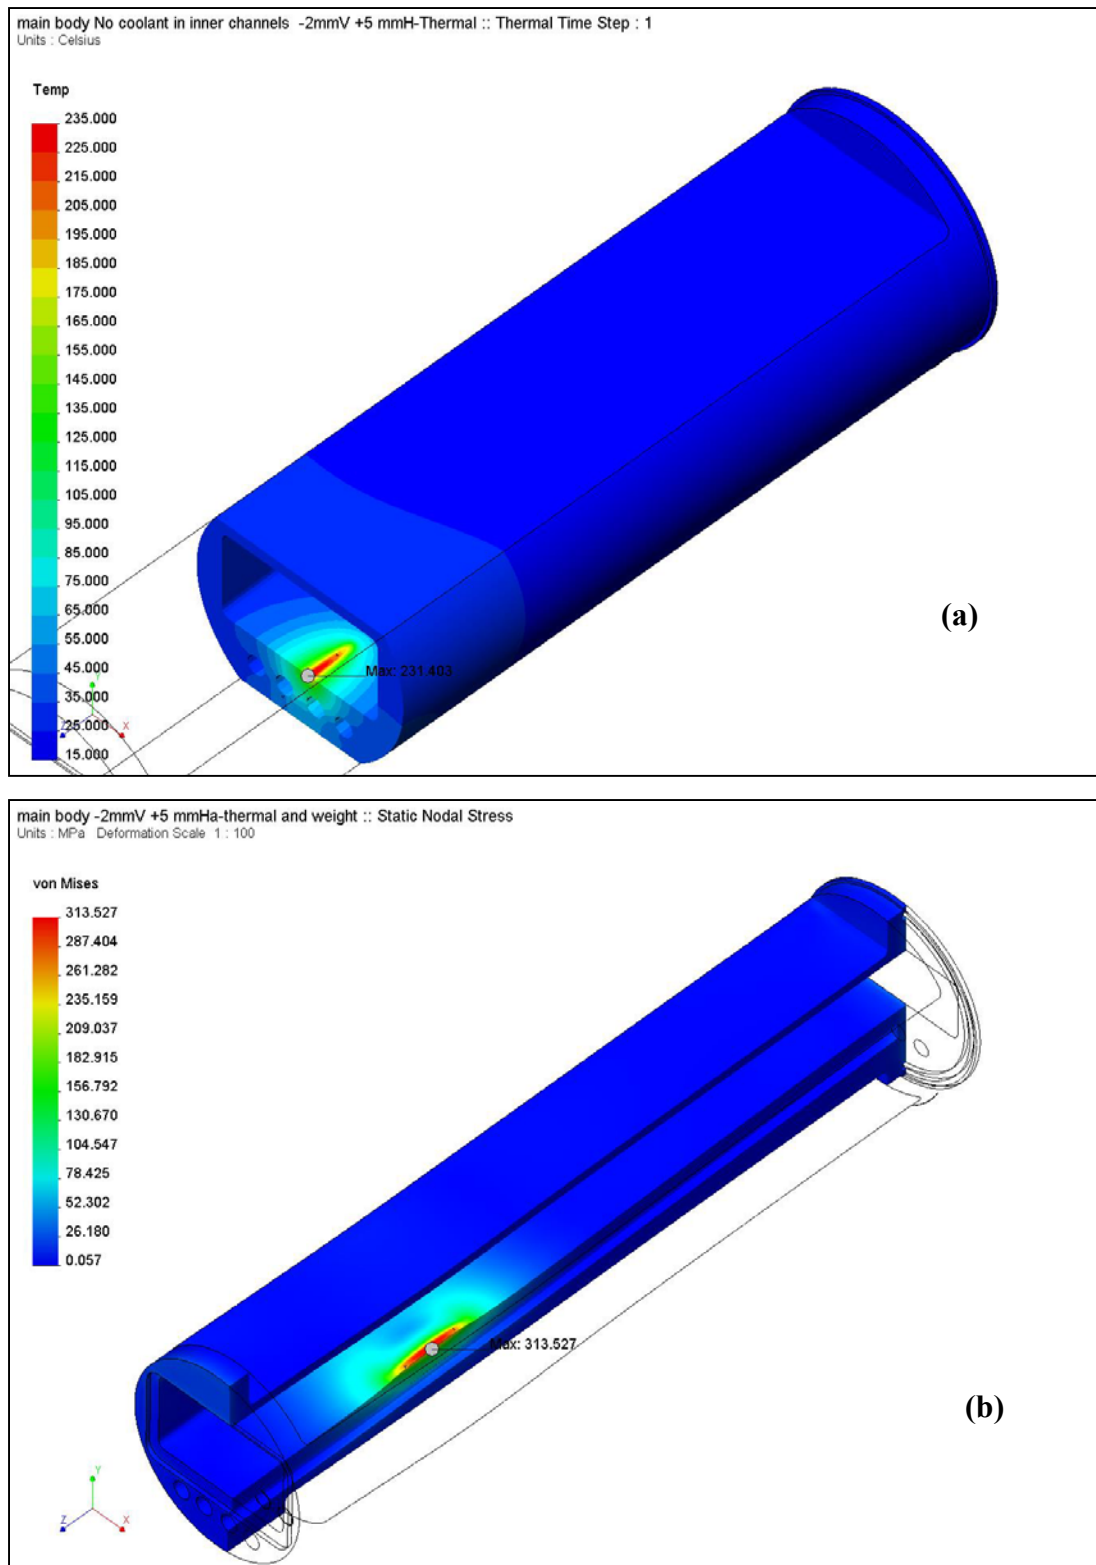 main body No coolant in inner channels -2mmV +5 mmH-Thermal :: Thermal Time Step : 1
Units : Celsius
Temp
235.000
225.000
215.000
205.000
195.000
185.000
175.000
165.000
155.000
145.000
135.000
125.000
115.000
105.000
95.000
85.000
75.000
65.000
55.000
45.000
35.000
25.000
15.000
Y
X
Max: 231.403
(a)
main body -2mmV +5 mmHa-thermal and weight :: Static Nodal Stress
Units : MPa Deformation Scale 1 : 100
von Mises
313.527
287.404
261.282
235.159
209.037
182.915
156.792
130.670
104.547
78.425
52.302
26.180
0.057
Max: 313.527
(b)
Y
Z
X